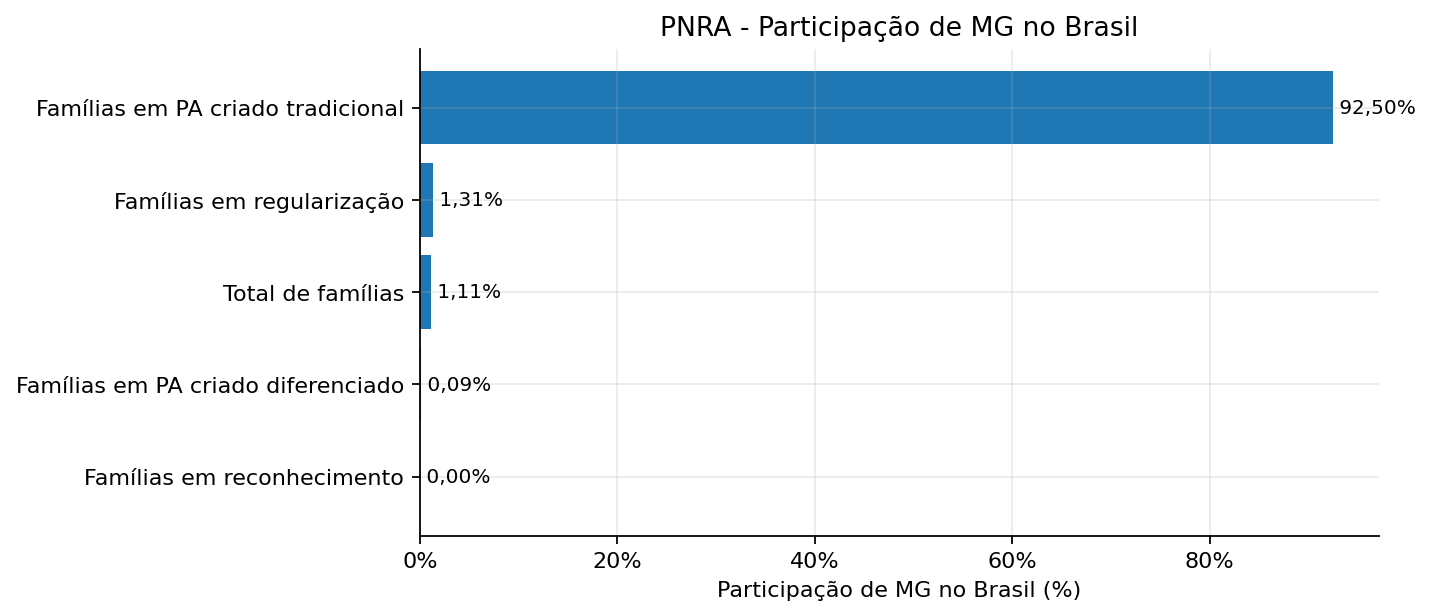 PNRA - Participação de MG no Brasil
Famílias em PA criado tradicional
92,50%
Famílias em regularização
1,31%
Total de famílias
1,11%
Famílias em PA criado diferenciado
0,09%
Famílias em reconhecimento
0,00%
0%
20%
40%
60%
80%
Participação de MG no Brasil (%)